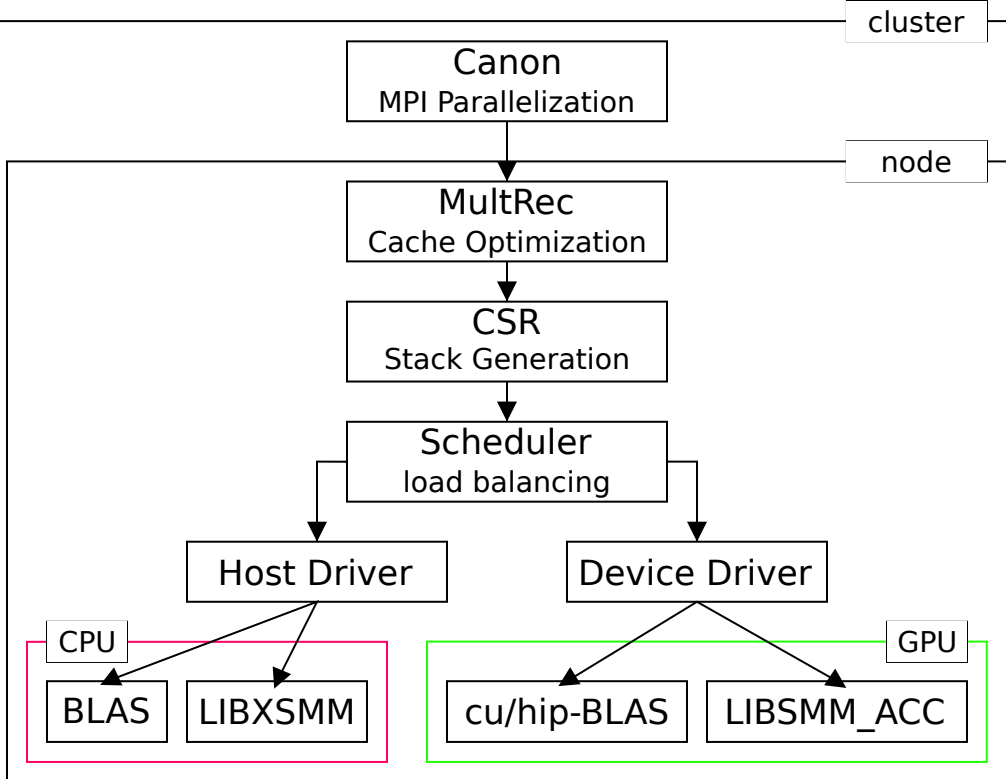 cluster
Canon
MPI Parallelization
node
MultRec
Cache Optimization
CSR
Stack Generation
Scheduler
load balancing
Host Driver
Device Driver
CPU
GPU
BLAS
LIBXSMM
cu/hip-BLAS
LIBSMM_ACC